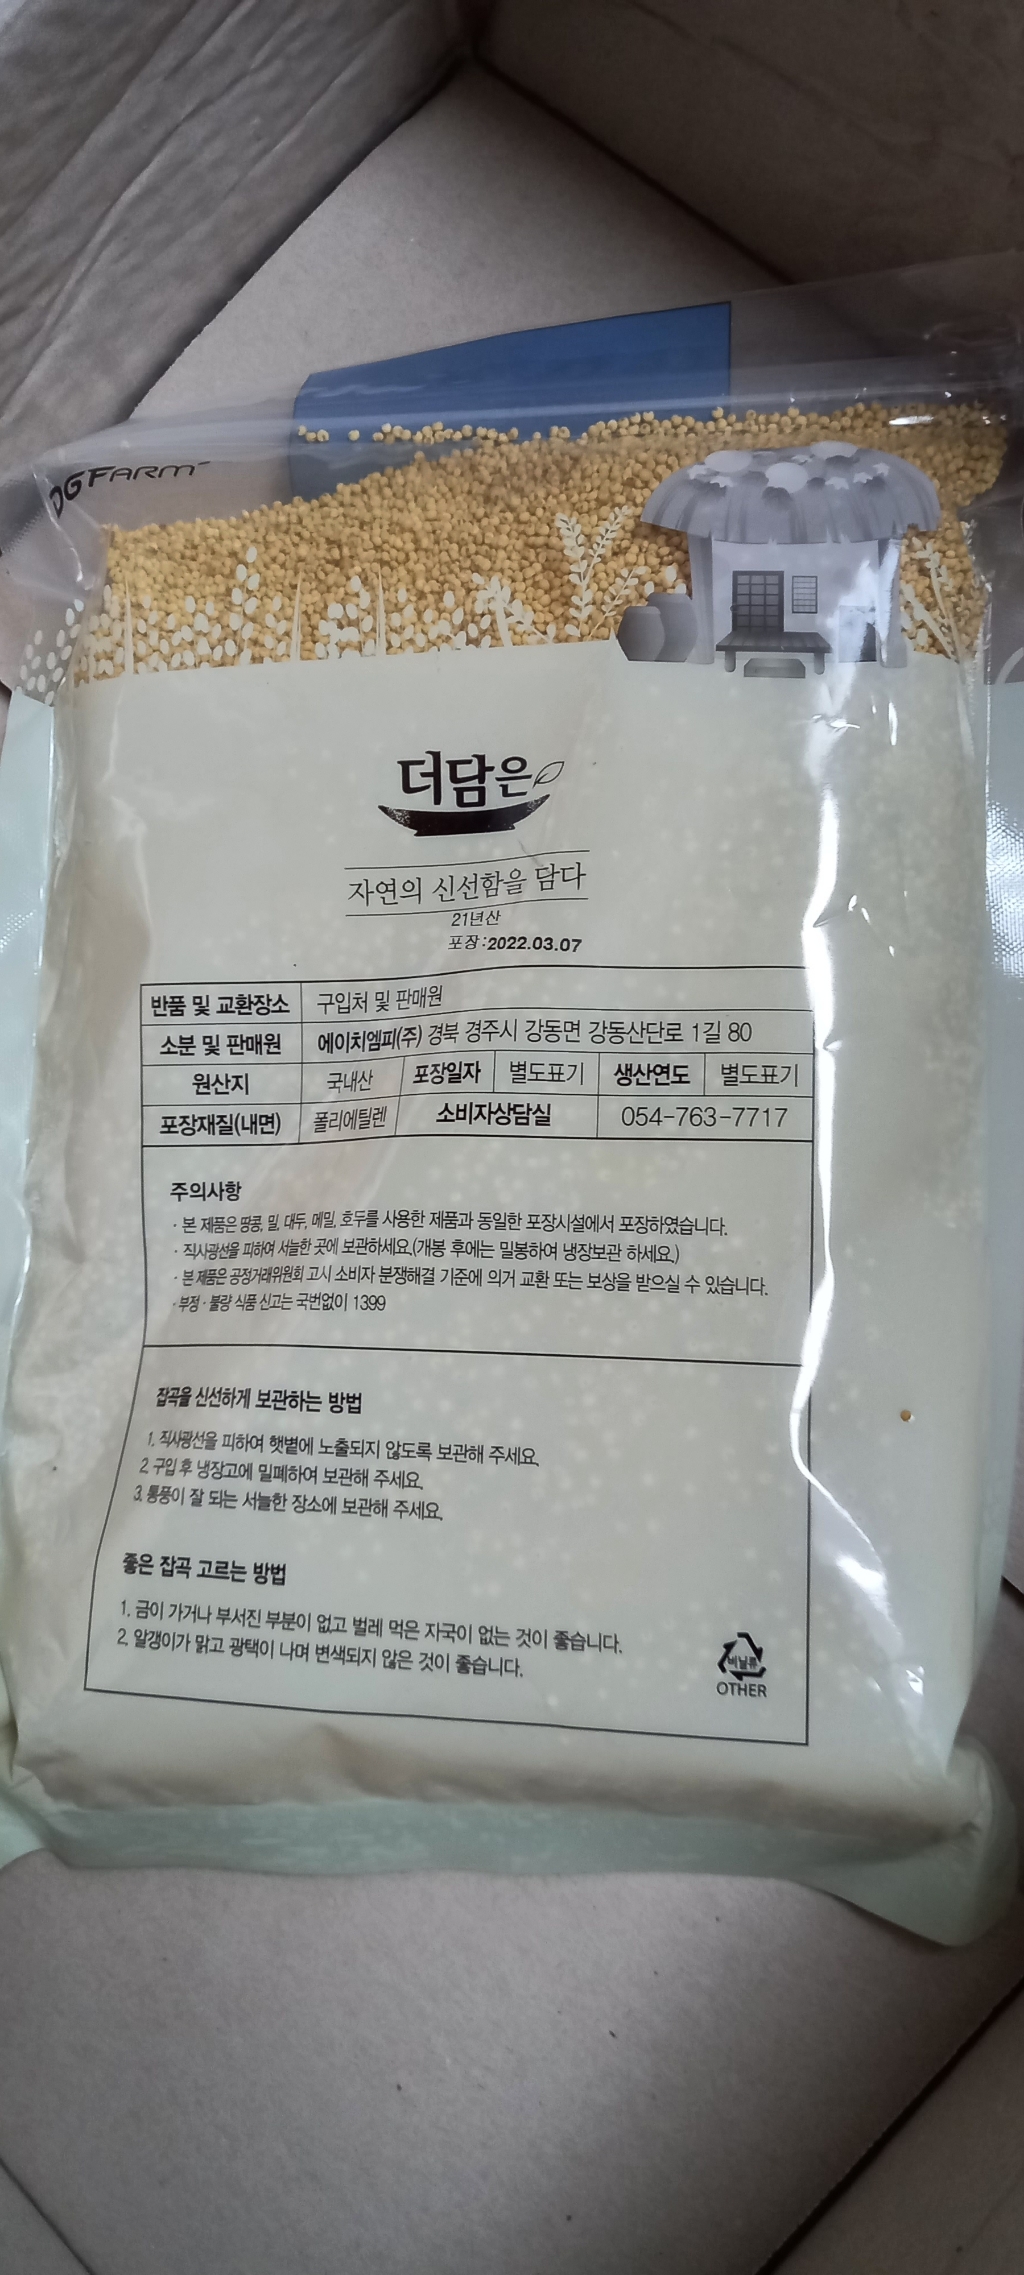 DGFARM
더담은
자연의 신선함을 담다
21년산
포장:2022.03.07
반품 및 교환장소 구입처 및 판매원
소분 및 판매원 에이치엠피(주) 경북 경주시 강동면 강동산단로 1길 80
원산지 국내산 포장일자 별도표기 생산연도 별도표기
포장재질(내면) 폴리에틸렌 소비자상담실 054-763-7717
주의사항
· 본 제품은 땅콩, 밀, 대두, 메밀, 호두를 사용한 제품과 동일한 포장시설에서 포장하였습니다.
· 직사광선을 피하여 서늘한 곳에 보관하세요.(개봉 후에는 밀봉하여 냉장보관 하세요.)
· 본 제품은 공정거래위원회 고시 소비자 분쟁해결 기준에 의거 교환 또는 보상을 받으실 수 있습니다.
· 부정 · 불량 식품 신고는 국번없이 1399
잡곡을 신선하게 보관하는 방법
1. 직사광선을 피하여 햇볕에 노출되지 않도록 보관해 주세요.
2. 구입 후 냉장고에 밀폐하여 보관해 주세요.
3. 통풍이 잘 되는 서늘한 장소에 보관해 주세요.
좋은 잡곡 고르는 방법
1. 금이 가거나 부서진 부분이 없고 벌레 먹은 자국이 없는 것이 좋습니다.
2. 알갱이가 맑고 광택이 나며 변색되지 않은 것이 좋습니다.
비닐류
OTHER